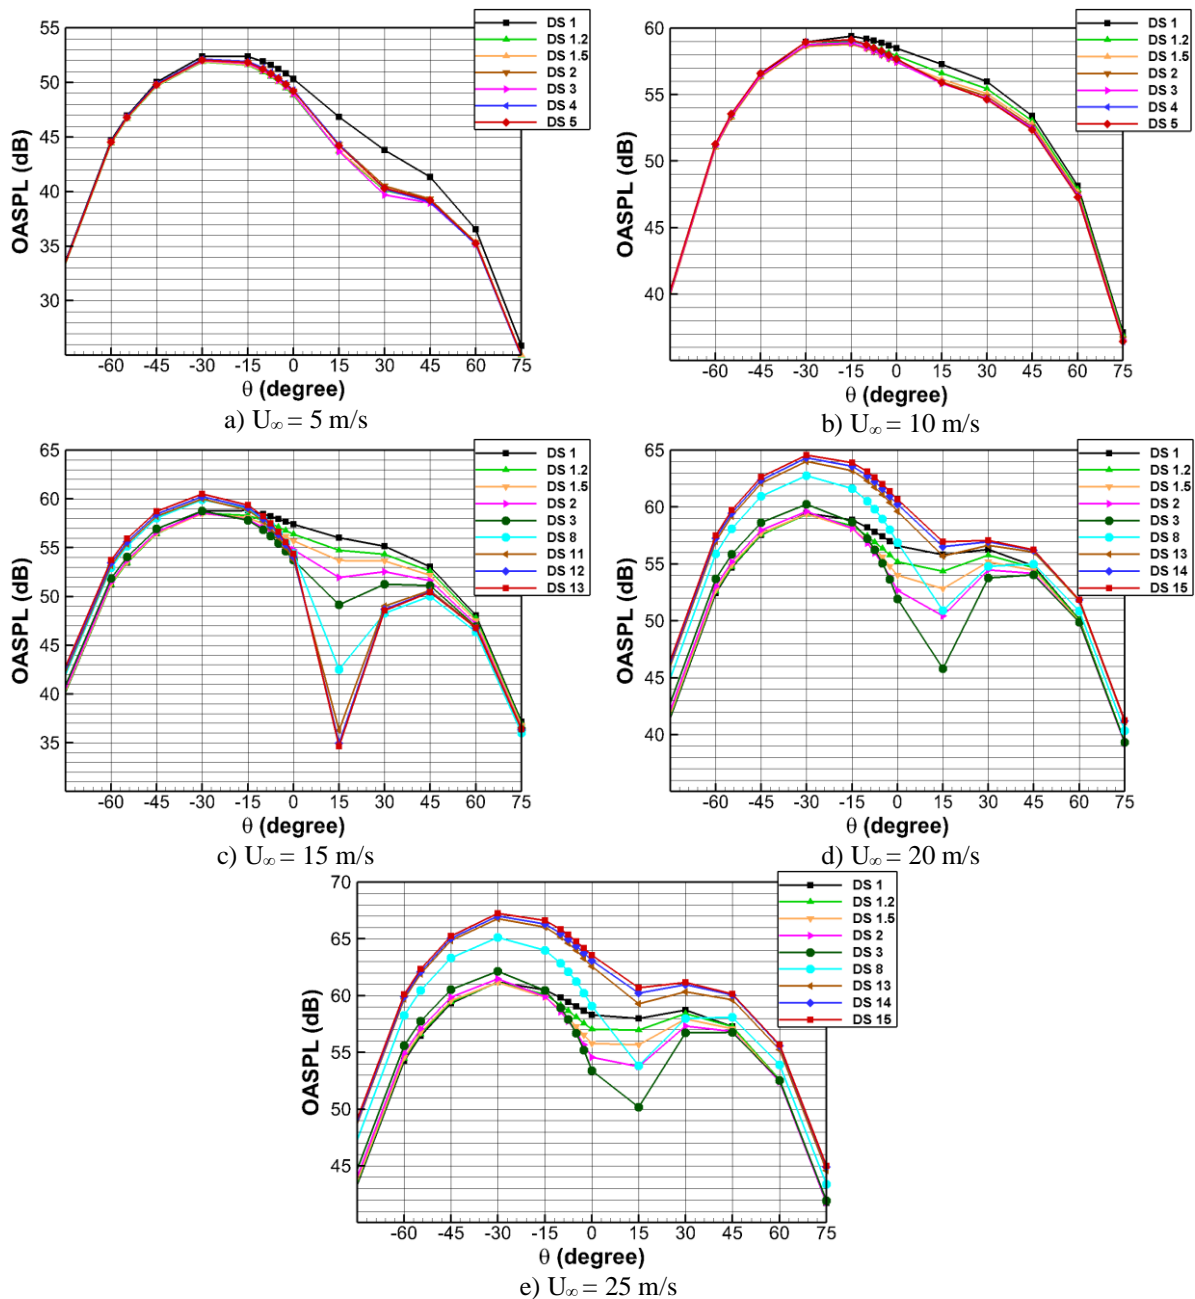 55
50
45
40
35
30
OASPL (dB)
-60 -45 -30 -15 0 15 30 45 60 75
θ (degree)
DS 1
DS 1.2
DS 1.5
DS 2
DS 3
DS 4
DS 5
a) U∞ = 5 m/s
60
55
50
45
40
OASPL (dB)
-60 -45 -30 -15 0 15 30 45 60 75
θ (degree)
DS 1
DS 1.2
DS 1.5
DS 2
DS 3
DS 4
DS 5
b) U∞ = 10 m/s
65
60
55
50
45
40
35
OASPL (dB)
-60 -45 -30 -15 0 15 30 45 60 75
θ (degree)
DS 1
DS 1.2
DS 1.5
DS 2
DS 3
DS 8
DS 11
DS 12
DS 13
c) U∞ = 15 m/s
65
60
55
50
45
40
OASPL (dB)
-60 -45 -30 -15 0 15 30 45 60 75
θ (degree)
DS 1
DS 1.2
DS 1.5
DS 2
DS 3
DS 8
DS 13
DS 14
DS 15
d) U∞ = 20 m/s
70
65
60
55
50
45
OASPL (dB)
-60 -45 -30 -15 0 15 30 45 60 75
θ (degree)
DS 1
DS 1.2
DS 1.5
DS 2
DS 3
DS 8
DS 13
DS 14
DS 15
e) U∞ = 25 m/s